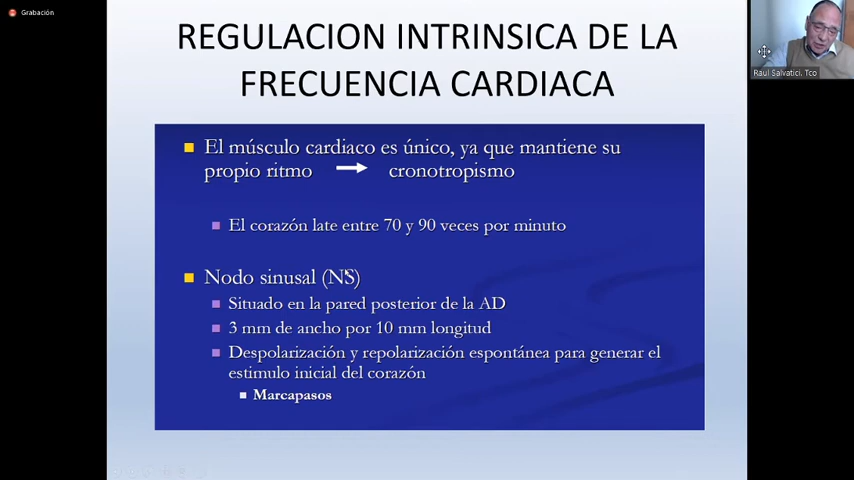 Grabación
REGULACION INTRINSICA DE LA
FRECUENCIA CARDIACA
El músculo cardiaco es único, ya que mantiene su
propio ritmo cronotropismo
El corazón late entre 70 y 90 veces por minuto
Nodo sinusal (NS)
Situado en la pared posterior de la AD
3 mm de ancho por 10 mm longitud
Despolarización y repolarización espontánea para generar el
estimulo inicial del corazón
Marcapasos
Raul Salvatici, Tco